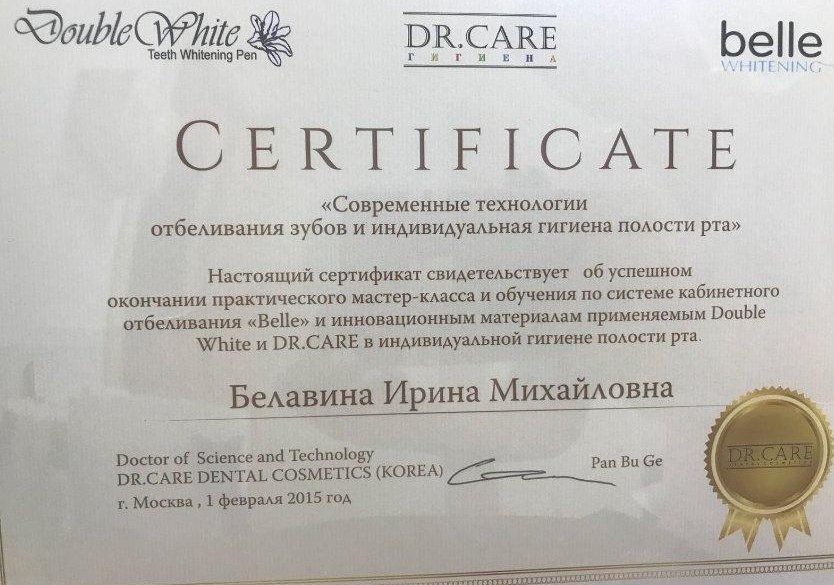 Double White
Teeth Whitening Pen
DR.CARE
ГИГИЕНА
belle
WHITENING
CERTIFICATE
«Современные технологии
отбеливания зубов и индивидуальная гигиена полости рта»
Настоящий сертификат свидетельствует об успешном
окончании практического мастер-класса и обучения по системе кабинетного
отбеливания «Belle» и инновационным материалам применяемым Double
White и DR.CARE в индивидуальной гигиене полости рта.
Белавина Ирина Михайловна
Doctor of Science and Technology
DR.CARE DENTAL COSMETICS (KOREA)
Pan Bu Ge
г. Москва , 1 февраля 2015 год
DR.CARE